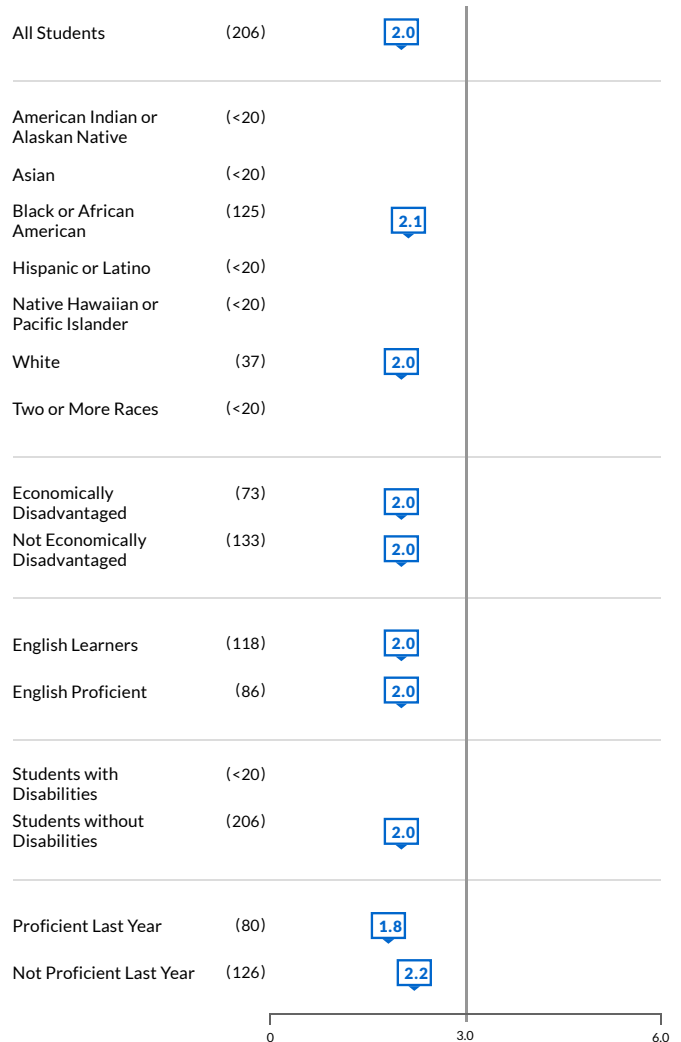 All Students (206) 2.0
American Indian or (<20)
Alaskan Native
Asian (<20)
Black or African (125) 2.1
American
Hispanic or Latino (<20)
Native Hawaiian or (<20)
Pacific Islander
White (37) 2.0
Two or More Races (<20)
Economically (73) 2.0
Disadvantaged
Not Economically (133) 2.0
Disadvantaged
English Learners (118) 2.0
English Proficient (86) 2.0
Students with (<20)
Disabilities
Students without (206) 2.0
Disabilities
Proficient Last Year (80) 1.8
Not Proficient Last Year (126) 2.2
0 3.0 6.0